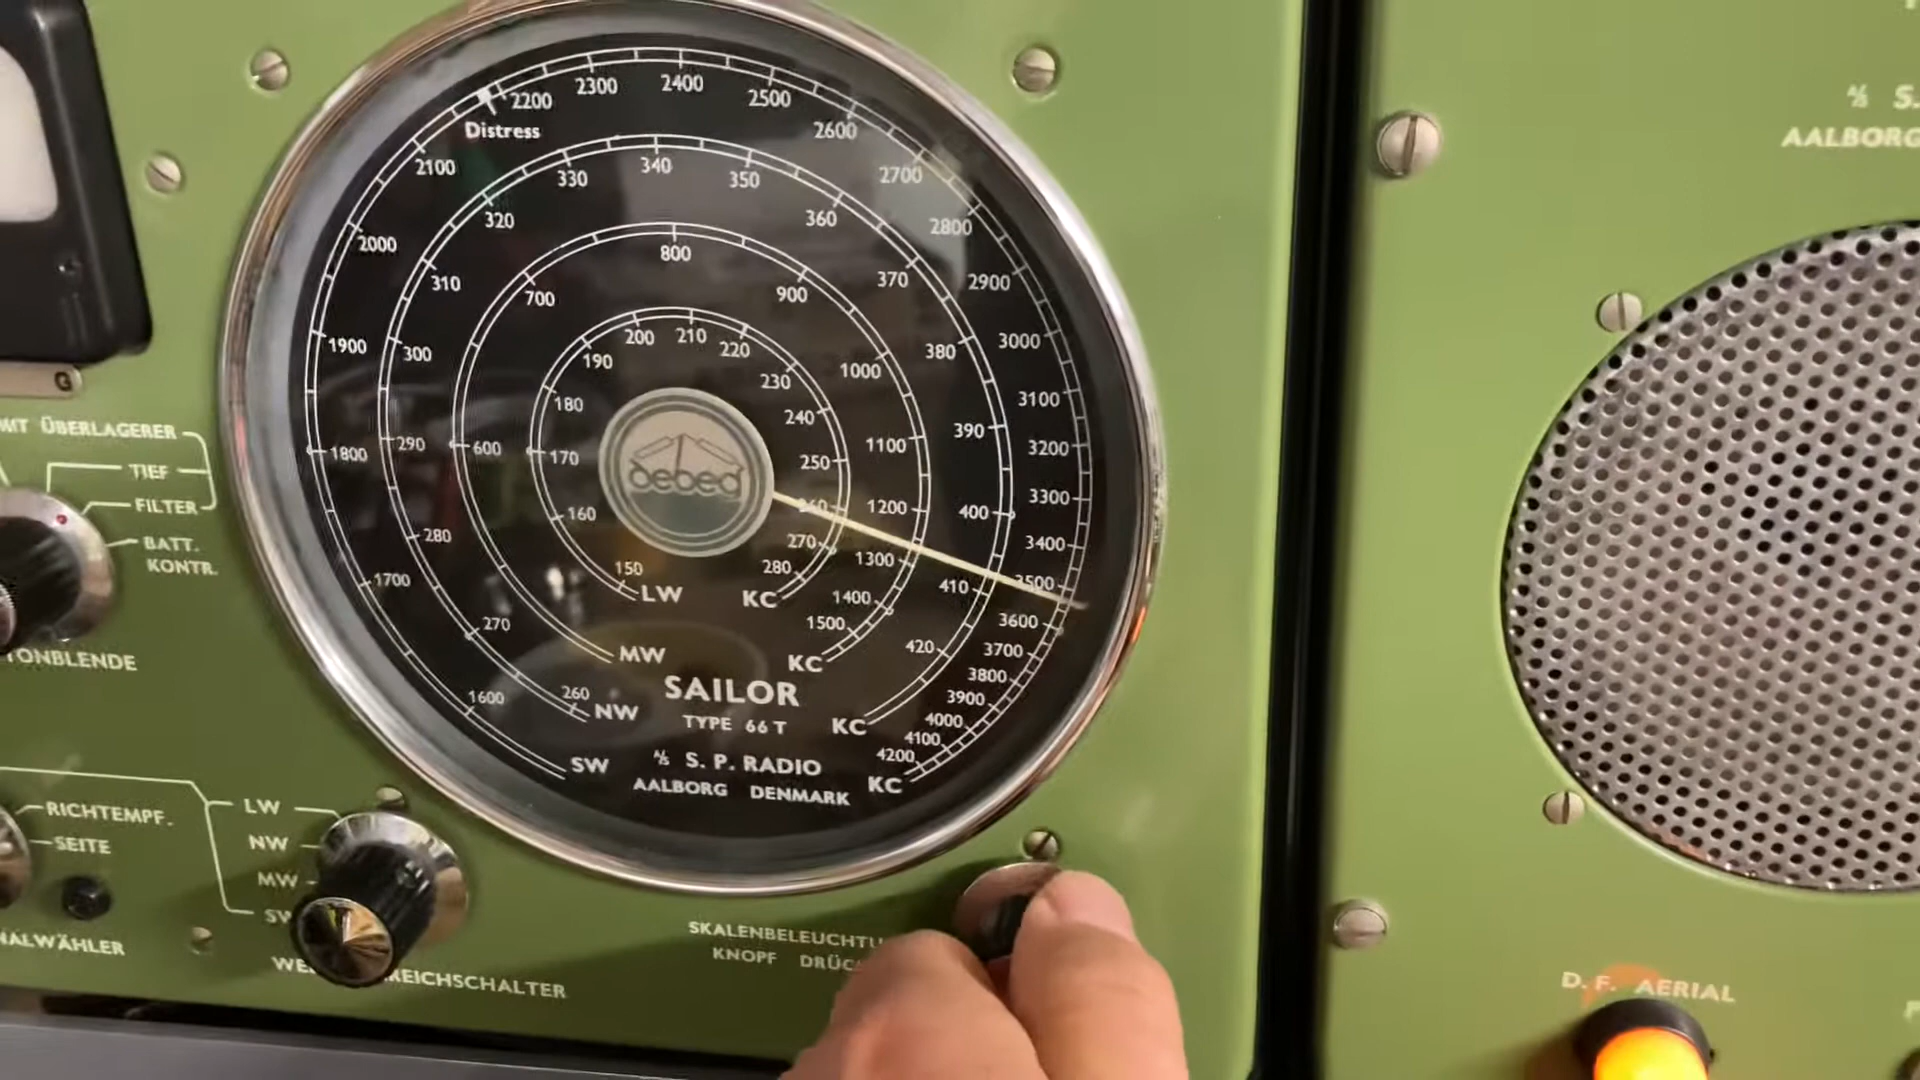 2200 2300 2400 2500
Distress 2600
2100 2700
2000 2800
1900 2900
1800 3000
1700 3100
1600 3200
3300
3400
3500
3600
3700
3800
3900
4000
4100
4200
SW KC
260 270 280 290 300 310 320 330 340 350 360 370 380 390 400 410 420
NW KC
600 700 800 900 1000 1100 1200 1300 1400 1500
MW KC
150 160 170 180 190 200 210 220 230 240 250 260 270 280
LW KC
debeg
SAILOR
TYPE 66 T
A/S S. P. RADIO
AALBORG DENMARK
G
MIT ÜBERLAGERER
TIEF
FILTER
BATT.
KONTR.
TONBLENDE
RICHTEMPF.
SEITE
LW
NW
MW
SW
SKALENBELEUCHTU
KNOPF DRÜC
A/S S.
AALBORG
D. F. AERIAL